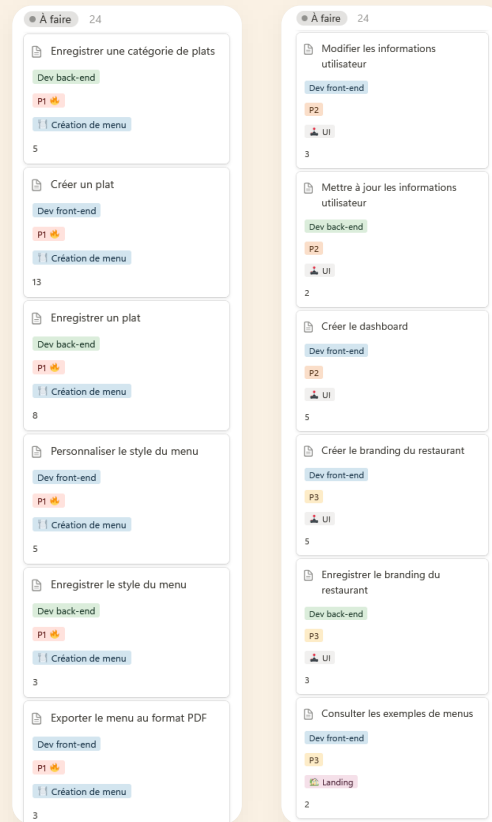 À faire 24
Enregistrer une catégorie de plats
Dev back-end
P1
Création de menu
5
Créer un plat
Dev front-end
P1
Création de menu
13
Enregistrer un plat
Dev back-end
P1
Création de menu
8
Personnaliser le style du menu
Dev front-end
P1
Création de menu
5
Enregistrer le style du menu
Dev back-end
P1
Création de menu
3
Exporter le menu au format PDF
Dev front-end
P1
Création de menu
3
À faire 24
Modifier les informations
utilisateur
Dev front-end
P2
UI
3
Mettre à jour les informations
utilisateur
Dev back-end
P2
UI
2
Créer le dashboard
Dev front-end
P2
UI
5
Créer le branding du restaurant
Dev front-end
P3
UI
5
Enregistrer le branding du
restaurant
Dev back-end
P3
UI
3
Consulter les exemples de menus
Dev front-end
P3
Landing
2